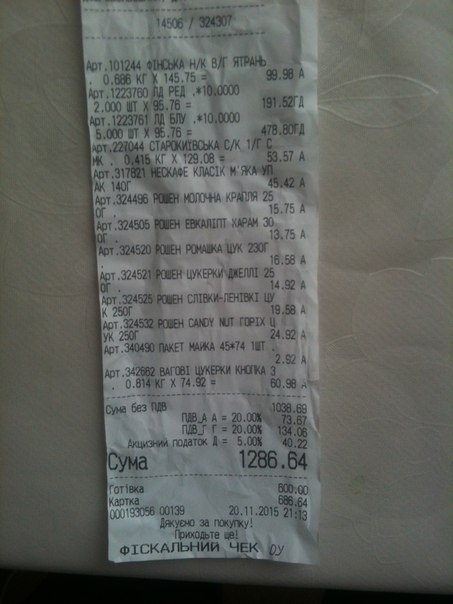 14506 / 324307
Арт.101244 ФІНСЬКА Н/К В/Г ЯТРАНЬ
. 0.686 КГ X 145.75 = 99.98 А
Арт.1223760 ЛД РЕД .*10.0000
2.000 ШТ X 95.76 = 191.52ГД
Арт.1223761 ЛД БЛУ .*10.0000
5.000 ШТ X 95.76 = 478.80ГД
Арт.227044 СТАРОКИЇВСЬКА С/К 1/Г С
МК . 0.415 КГ X 129.08 = 53.57 А
Арт.317821 НЕСКАФЕ КЛАСІК М'ЯКА УП
АК 140Г 45.42 А
Арт.324496 РОШЕН МОЛОЧНА КРАПЛЯ 25
0Г . 15.75 А
Арт.324505 РОШЕН ЕВКАЛІПТ ХАРАМ 30
0Г . 13.75 А
Арт.324520 РОШЕН РОМАШКА ЦУК 230Г
. 16.58 А
Арт.324521 РОШЕН ЦУКЕРКИ ДЖЕЛЛІ 25
0Г . 14.92 А
Арт.324525 РОШЕН СЛІВКИ-ЛЕНІВКІ ЦУ
К 250Г 19.58 А
Арт.324532 РОШЕН CANDY NUT ГОРІХ Ц
УК 250Г 24.92 А
Арт.340490 ПАКЕТ МАЙКА 45*74 1ШТ .
2.92 А
Арт.342662 ВАГОВІ ЦУКЕРКИ КНОПКА З
. 0.814 КГ X 74.92 = 60.98 А
Сума без ПДВ 1038.69
ПДВ_А А = 20.00% 73.67
ПДВ_Г Г = 20.00% 134.06
Акцизний податок Д = 5.00% 40.22
Сума 1286.64
Готівка 600.00
Картка 686.64
000193056 00139 20.11.2015 21:13
Дякуємо за покупку!
Приходьте ще!
ФІСКАЛЬНИЙ ЧЕК